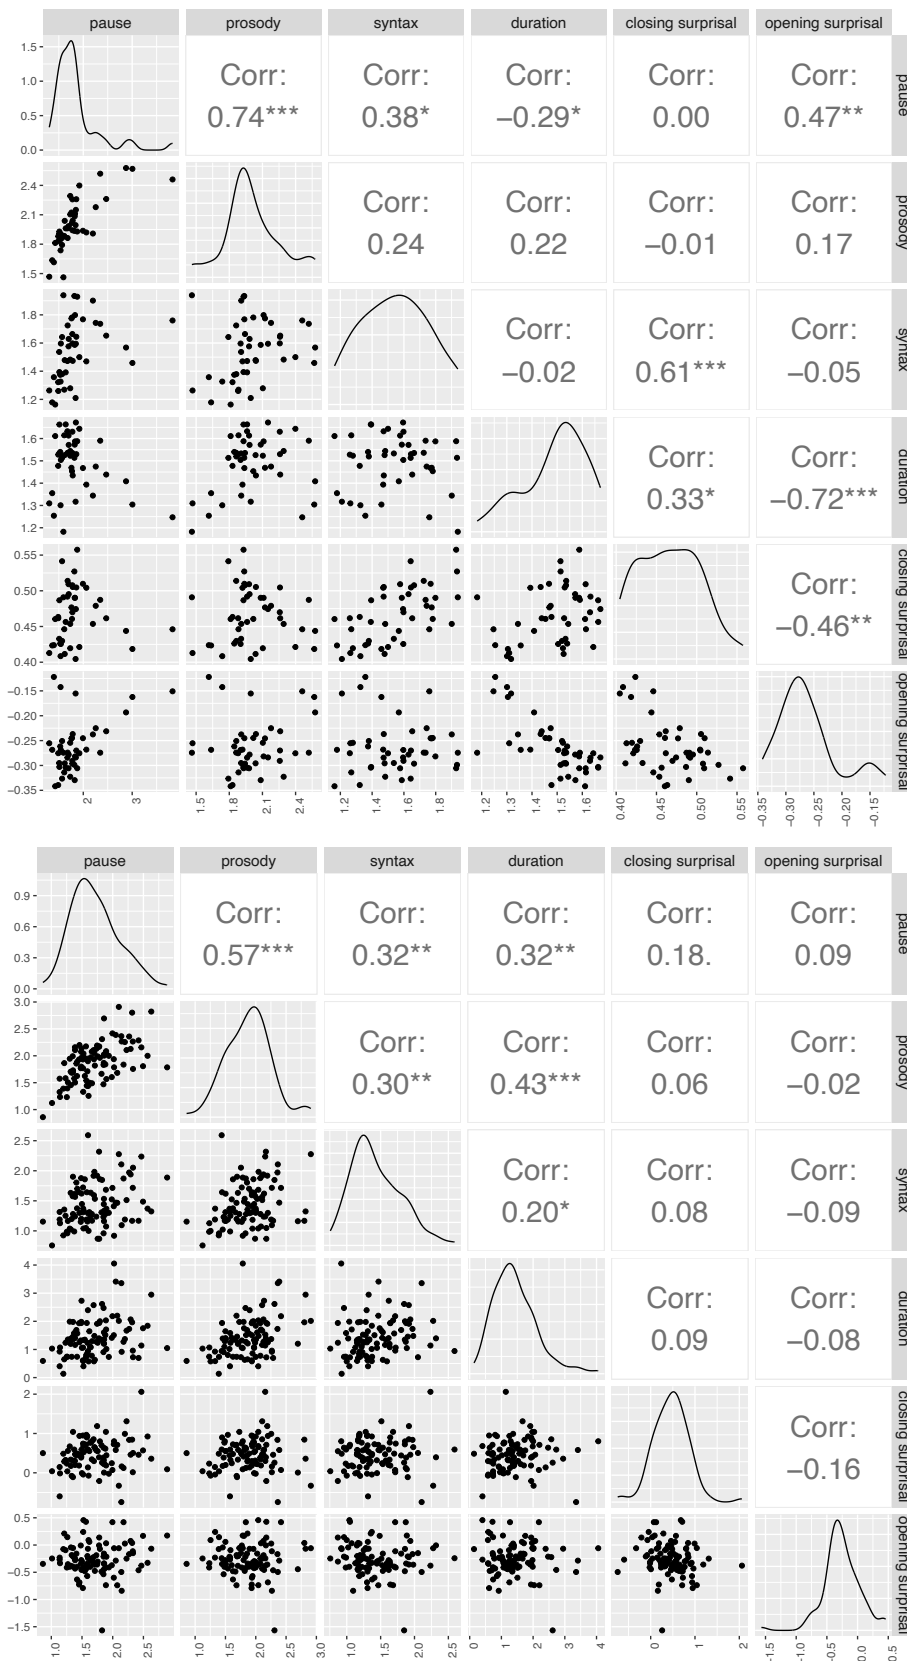 pause prosody syntax duration closing surprisal opening surprisal
1.5
1.0
0.5
0.0
Corr: Corr: Corr: Corr: Corr:
0.74*** 0.38* −0.29* 0.00 0.47**
pause
2.4
2.1
1.8
1.5
Corr: Corr: Corr: Corr:
0.24 0.22 −0.01 0.17
prosody
1.8
1.6
1.4
1.2
Corr: Corr: Corr:
−0.02 0.61*** −0.05
syntax
1.6
1.5
1.4
1.3
1.2
Corr: Corr:
0.33* −0.72***
duration
0.55
0.50
0.45
0.40
Corr:
−0.46**
closing surprisal
−0.15
−0.20
−0.25
−0.30
−0.35
opening surprisal
2 3 1.5 1.8 2.1 2.4 1.2 1.4 1.6 1.8 1.2 1.3 1.4 1.5 1.6 0.40 0.45 0.50 0.55 −0.35 −0.30 −0.25 −0.20 −0.15
pause prosody syntax duration closing surprisal opening surprisal
0.9
0.6
0.3
0.0
Corr: Corr: Corr: Corr: Corr:
0.57*** 0.32** 0.32** 0.18. 0.09
pause
3.0
2.5
2.0
1.5
1.0
Corr: Corr: Corr: Corr:
0.30** 0.43*** 0.06 −0.02
prosody
2.5
2.0
1.5
1.0
Corr: Corr: Corr:
0.20* 0.08 −0.09
syntax
4
3
2
1
0
Corr: Corr:
0.09 −0.08
duration
2
1
0
Corr:
−0.16
closing surprisal
0.5
0.0
−0.5
−1.0
−1.5
opening surprisal
1.0 1.5 2.0 2.5 1.0 1.5 2.0 2.5 3.0 1.0 1.5 2.0 2.5 0 1 2 3 4 0 1 2 −1.5 −1.0 −0.5 0.0 0.5